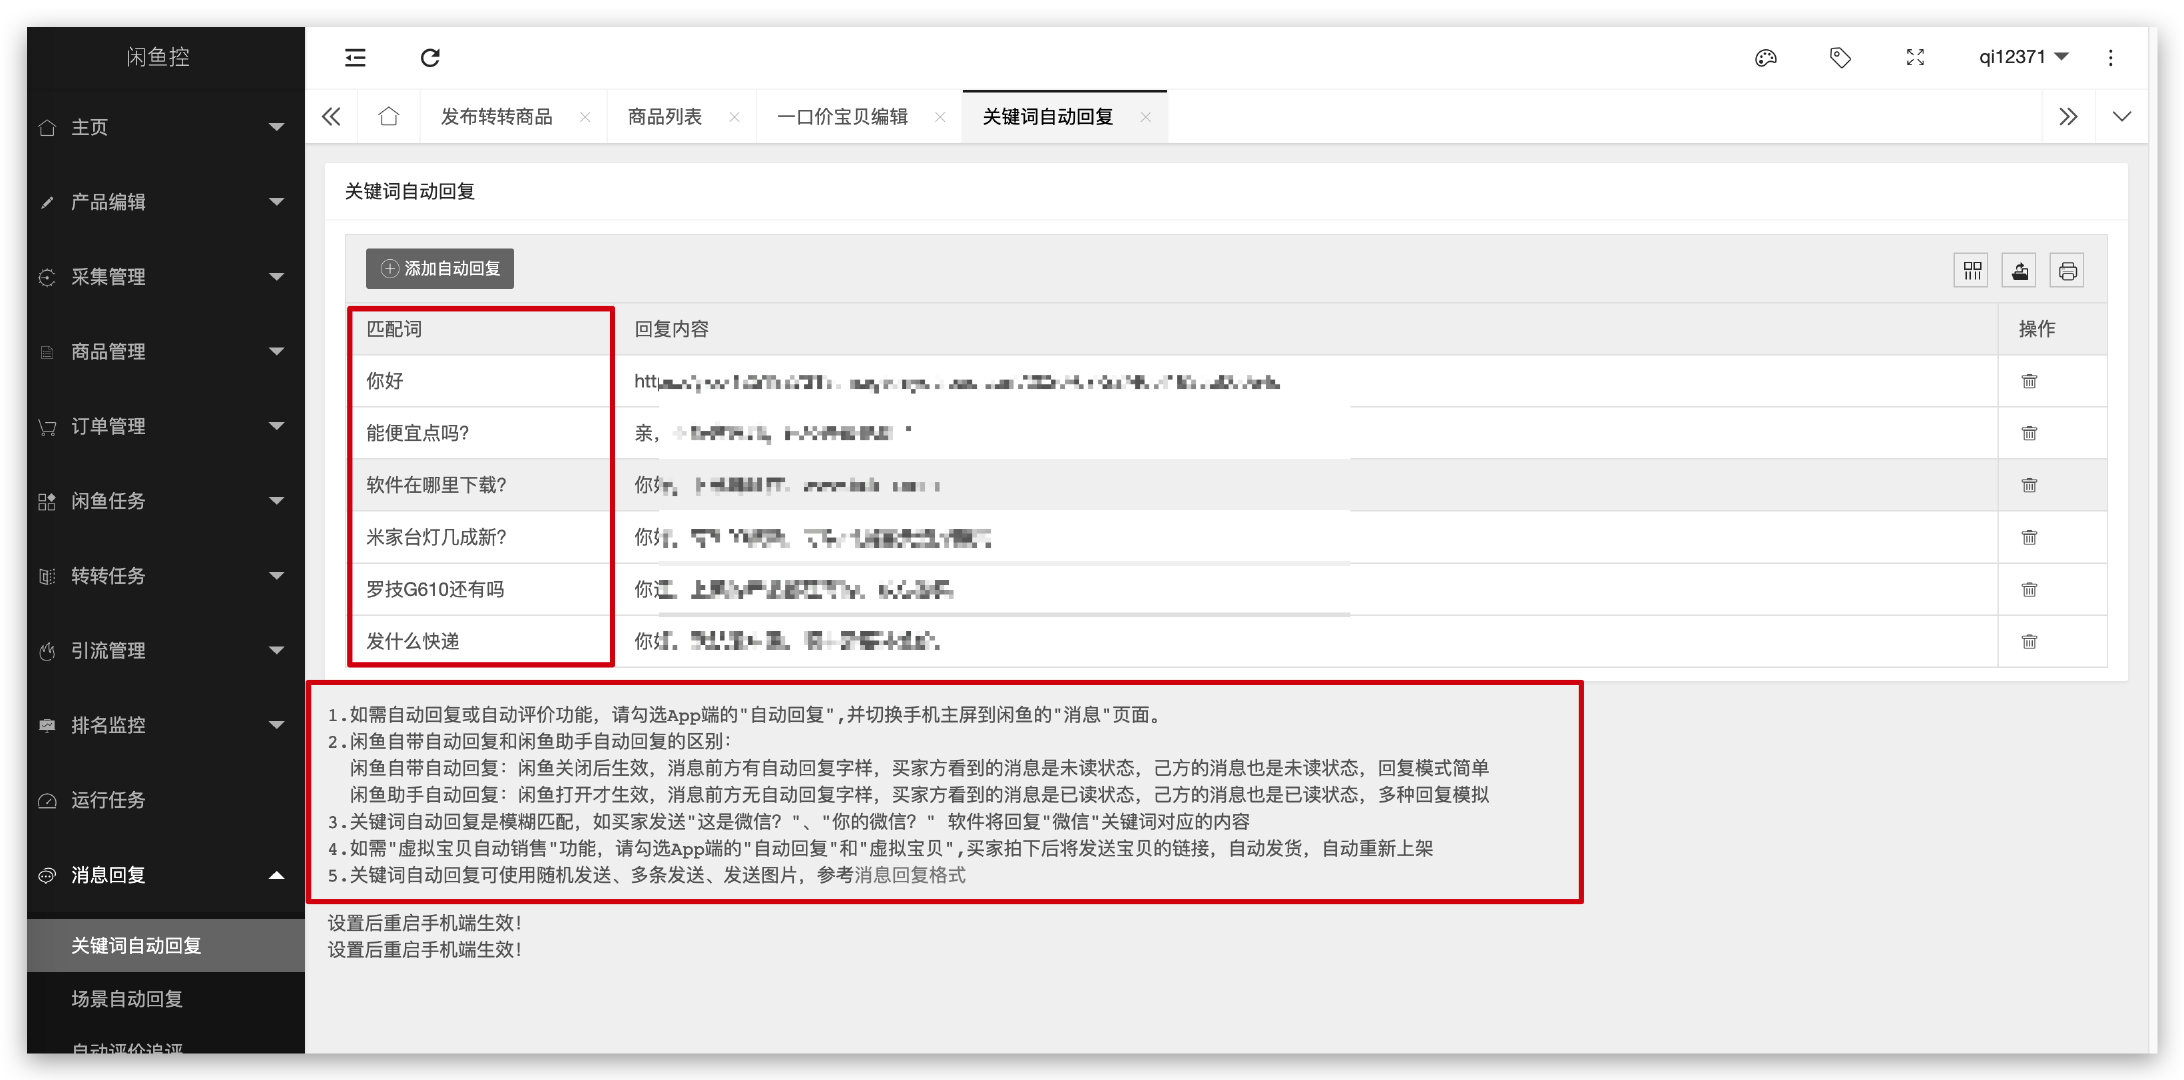 闲鱼控
qi12371
主页
产品编辑
采集管理
商品管理
订单管理
闲鱼任务
转转任务
引流管理
排名监控
运行任务
消息回复
关键词自动回复
场景自动回复
自动评价追评
发布转转商品
商品列表
一口价宝贝编辑
关键词自动回复
关键词自动回复
添加自动回复
匹配词 回复内容 操作
你好 http
能便宜点吗? 亲,
软件在哪里下载? 你好
米家台灯几成新? 你好
罗技G610还有吗 你
发什么快递 你好
1.如需自动回复或自动评价功能，请勾选App端的"自动回复",并切换手机主屏到闲鱼的"消息"页面。
2.闲鱼自带自动回复和闲鱼助手自动回复的区别：
闲鱼自带自动回复：闲鱼关闭后生效，消息前方有自动回复字样，买家方看到的消息是未读状态，己方的消息也是未读状态，回复模式简单
闲鱼助手自动回复：闲鱼打开才生效，消息前方无自动回复字样，买家方看到的消息是已读状态，己方的消息也是已读状态，多种回复模拟
3.关键词自动回复是模糊匹配，如买家发送"这是微信？"、"你的微信？" 软件将回复"微信"关键词对应的内容
4.如需"虚拟宝贝自动销售"功能，请勾选App端的"自动回复"和"虚拟宝贝",买家拍下后将发送宝贝的链接，自动发货，自动重新上架
5.关键词自动回复可使用随机发送、多条发送、发送图片，参考消息回复格式
设置后重启手机端生效！
设置后重启手机端生效！